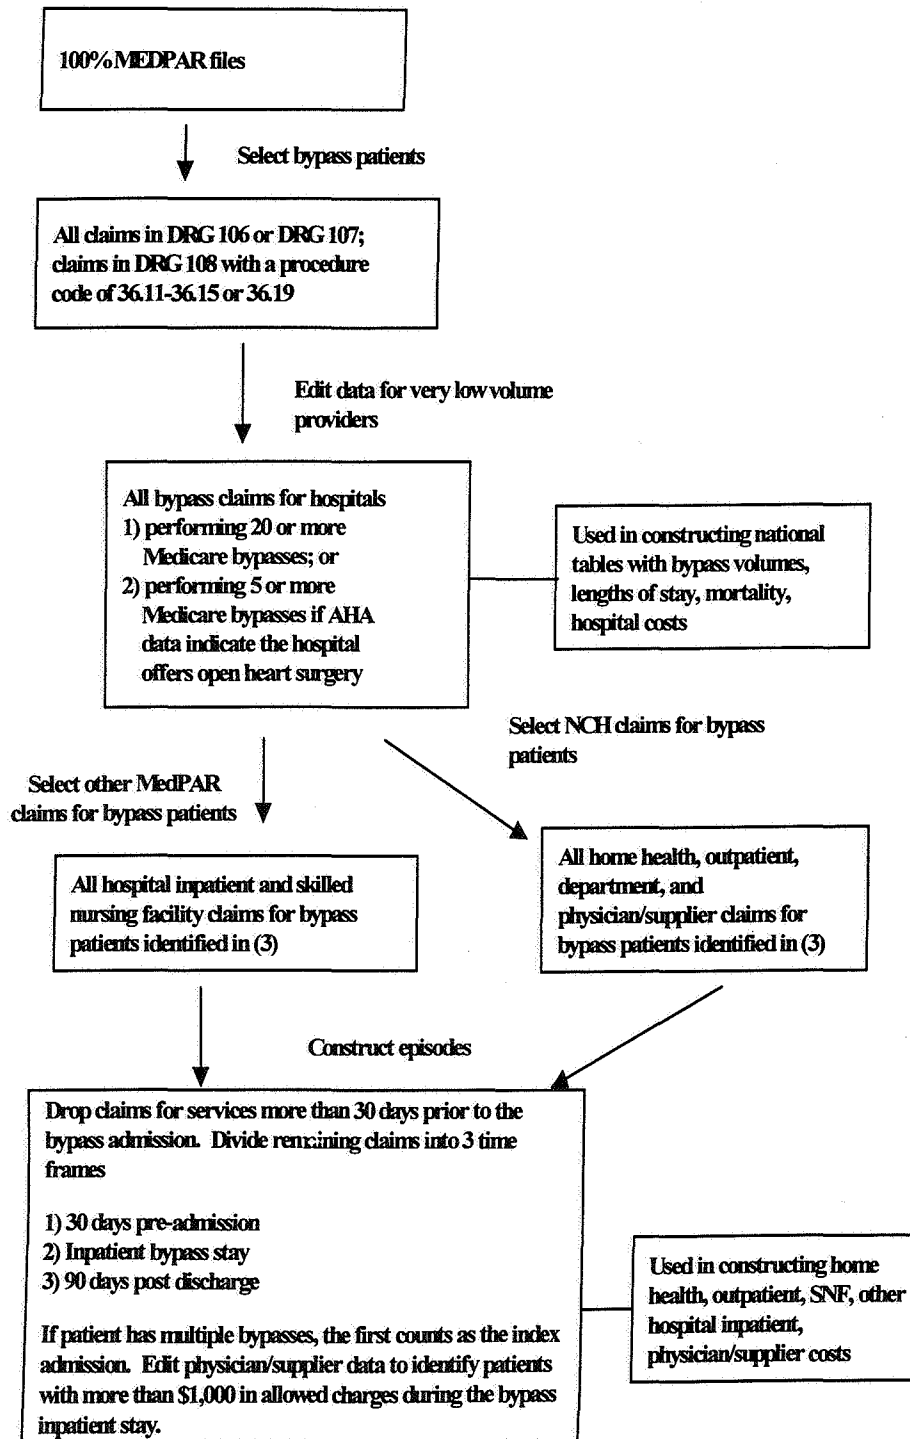 100% MEDPAR files
Select bypass patients
All claims in DRG 106 or DRG 107;
claims in DRG 108 with a procedure
code of 36.11-36.15 or 36.19
Edit data for very low volume
providers
All bypass claims for hospitals
1) performing 20 or more
Medicare bypasses; or
2) performing 5 or more
Medicare bypasses if AHA
data indicate the hospital
offers open heart surgery
Used in constructing national
tables with bypass volumes,
lengths of stay, mortality,
hospital costs
Select NCH claims for bypass
patients
Select other MedPAR
claims for bypass patients
All hospital inpatient and skilled
nursing facility claims for bypass
patients identified in (3)
All home health, outpatient,
department, and
physician/supplier claims for
bypass patients identified in (3)
Construct episodes
Drop claims for services more than 30 days prior to the
bypass admission. Divide remaining claims into 3 time
frames
1) 30 days pre-admission
2) Inpatient bypass stay
3) 90 days post discharge
If patient has multiple bypasses, the first counts as the index
admission. Edit physician/supplier data to identify patients
with more than $1,000 in allowed charges during the bypass
inpatient stay.
Used in constructing home
health, outpatient, SNF, other
hospital inpatient,
physician/supplier costs